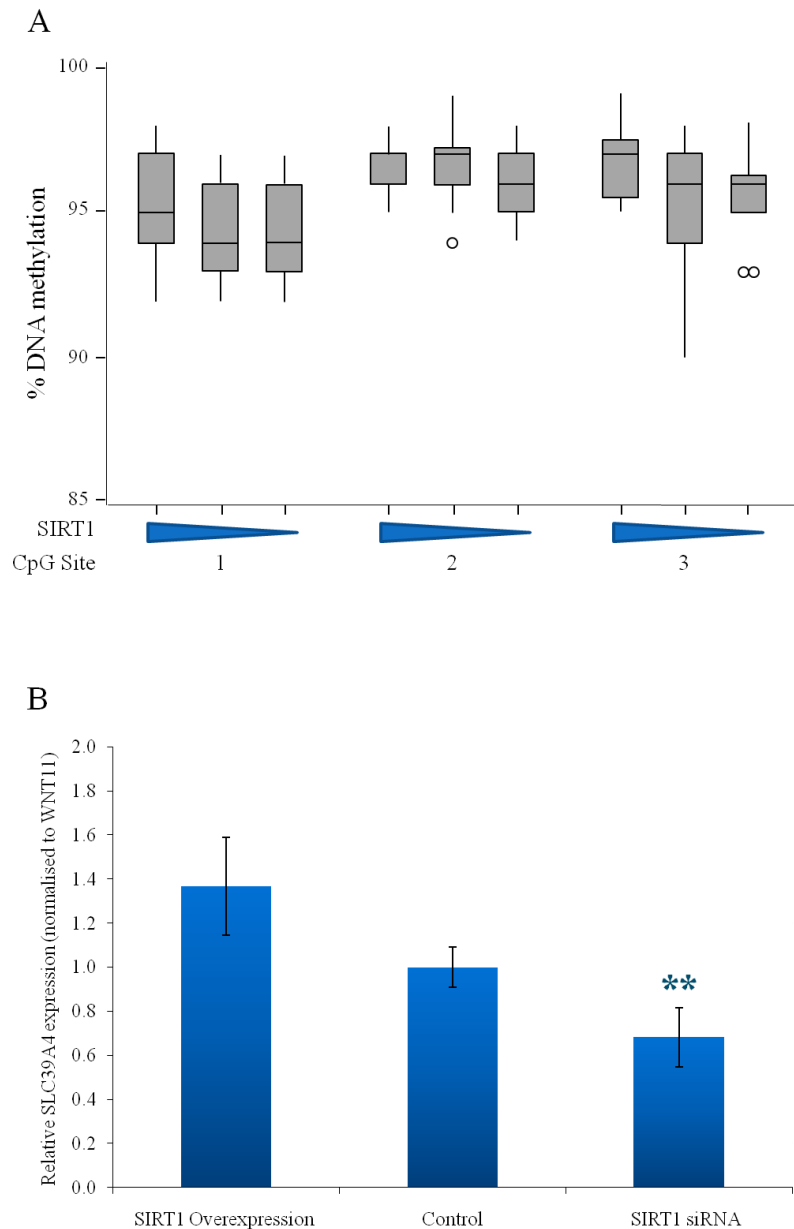 A
100
95
90
85
% DNA methylation
SIRT1
CpG Site
1
2
3
B
2.0
1.8
1.6
1.4
1.2
1.0
0.8
0.6
0.4
0.2
0.0
Relative SLC39A4 expression (normalised to WNT11)
**
SIRT1 Overexpression
Control
SIRT1 siRNA